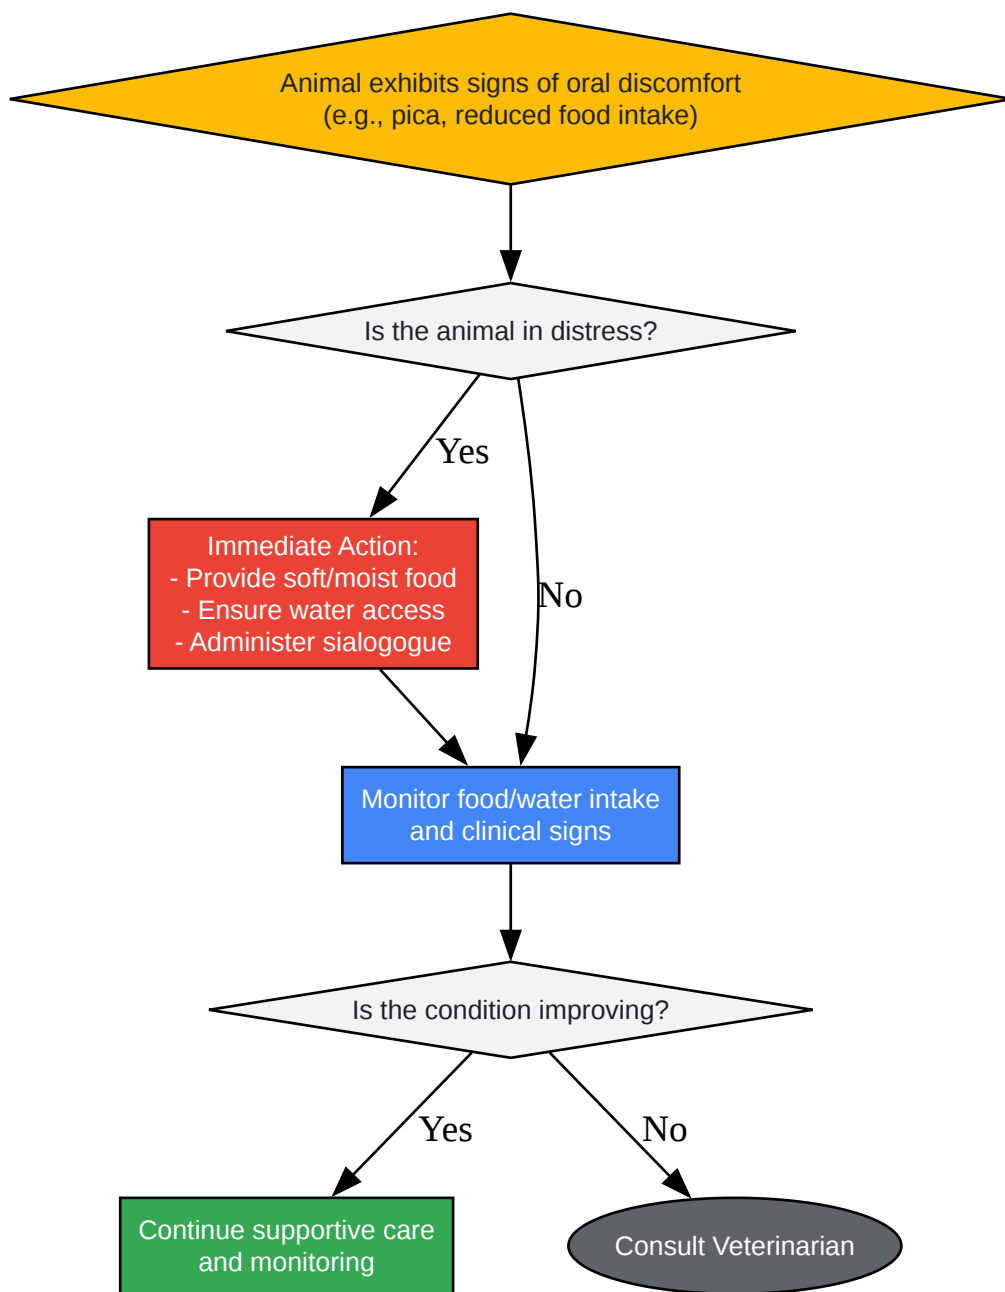 Animal exhibits signs of oral discomfort
(e.g., pica, reduced food intake)
Is the animal in distress?
Yes
Immediate Action:
- Provide soft/moist food
- Ensure water access
- Administer sialogogue
No
Monitor food/water intake
and clinical signs
Is the condition improving?
Yes
No
Continue supportive care
and monitoring
Consult Veterinarian